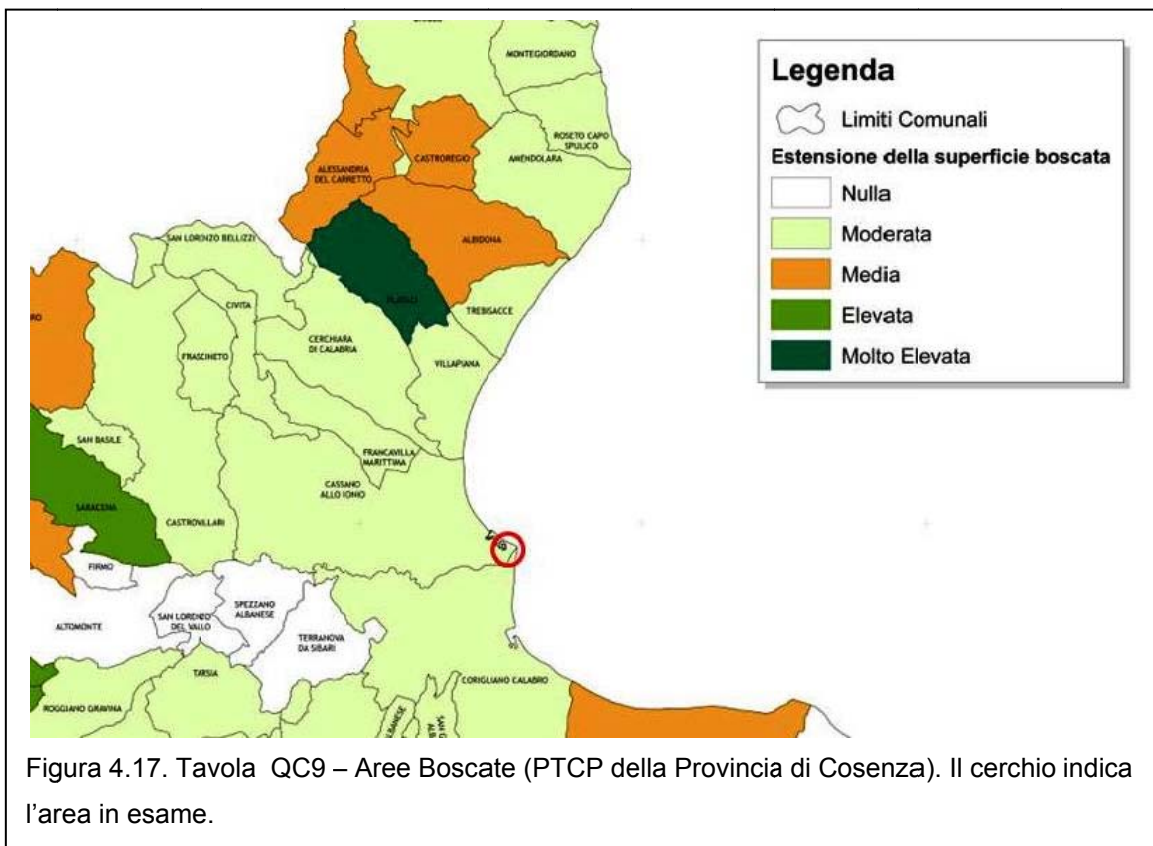 MONTEGIORDANO
ROSETO CAPO
SPULICO
AMENDOLARA
CASTROREGIO
ALESSANDRIA
DEL CARRETTO
ALBIDONA
SAN LORENZO BELLIZZI
PLATACI
CIVITA
TREBISACCE
CERCHIARA
DI CALABRIA
FRASCINETO
VILLAPIANA
SAN BASILE
FRANCAVILLA
MARITTIMA
CASSANO
ALLO IONIO
SARACENA
CASTROVILLARI
FIRMO
SPEZZANO
ALBANESE
SAN LORENZO
DEL VALLO
ALTOMONTE
TERRANOVA
DA SIBARI
TARSIA
CORIGLIANO CALABRO
ROGGIANO GRAVINA
Legenda
Limiti Comunali
Estensione della superficie boscata
Nulla
Moderata
Media
Elevata
Molto Elevata
Figura 4.17. Tavola QC9 – Aree Boscate (PTCP della Provincia di Cosenza). Il cerchio indica
l'area in esame.